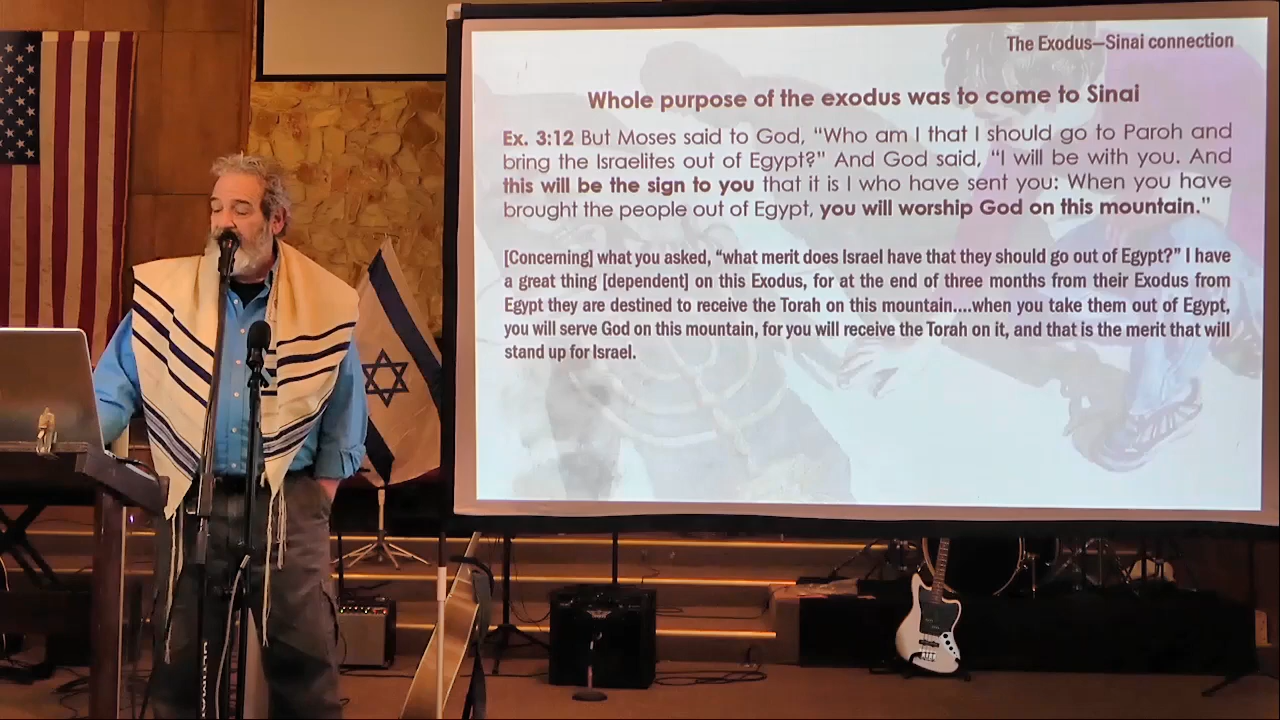 The Exodus—Sinai connection
Whole purpose of the exodus was to come to Sinai
Ex. 3:12 But Moses said to God, “Who am I that I should go to Paroh and
bring the Israelites out of Egypt?” And God said, “I will be with you. And
this will be the sign to you that it is I who have sent you: When you have
brought the people out of Egypt, you will worship God on this mountain.”
[Concerning] what you asked, “what merit does Israel have that they should go out of Egypt?” I have
a great thing [dependent] on this Exodus, for at the end of three months from their Exodus from
Egypt they are destined to receive the Torah on this mountain....when you take them out of Egypt,
you will serve God on this mountain, for you will receive the Torah on it, and that is the merit that will
stand up for Israel.